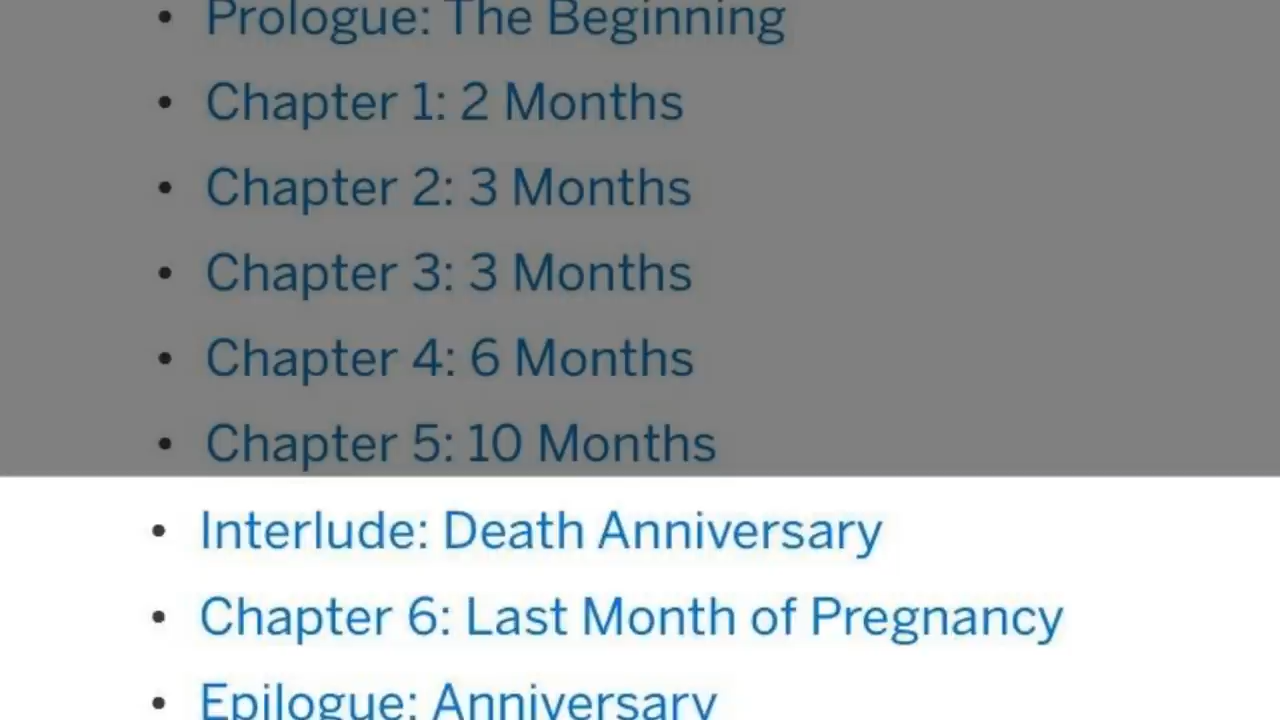 • Prologue: The Beginning
• Chapter 1: 2 Months
• Chapter 2: 3 Months
• Chapter 3: 3 Months
• Chapter 4: 6 Months
• Chapter 5: 10 Months
• Interlude: Death Anniversary
• Chapter 6: Last Month of Pregnancy
• Epilogue: Anniversary